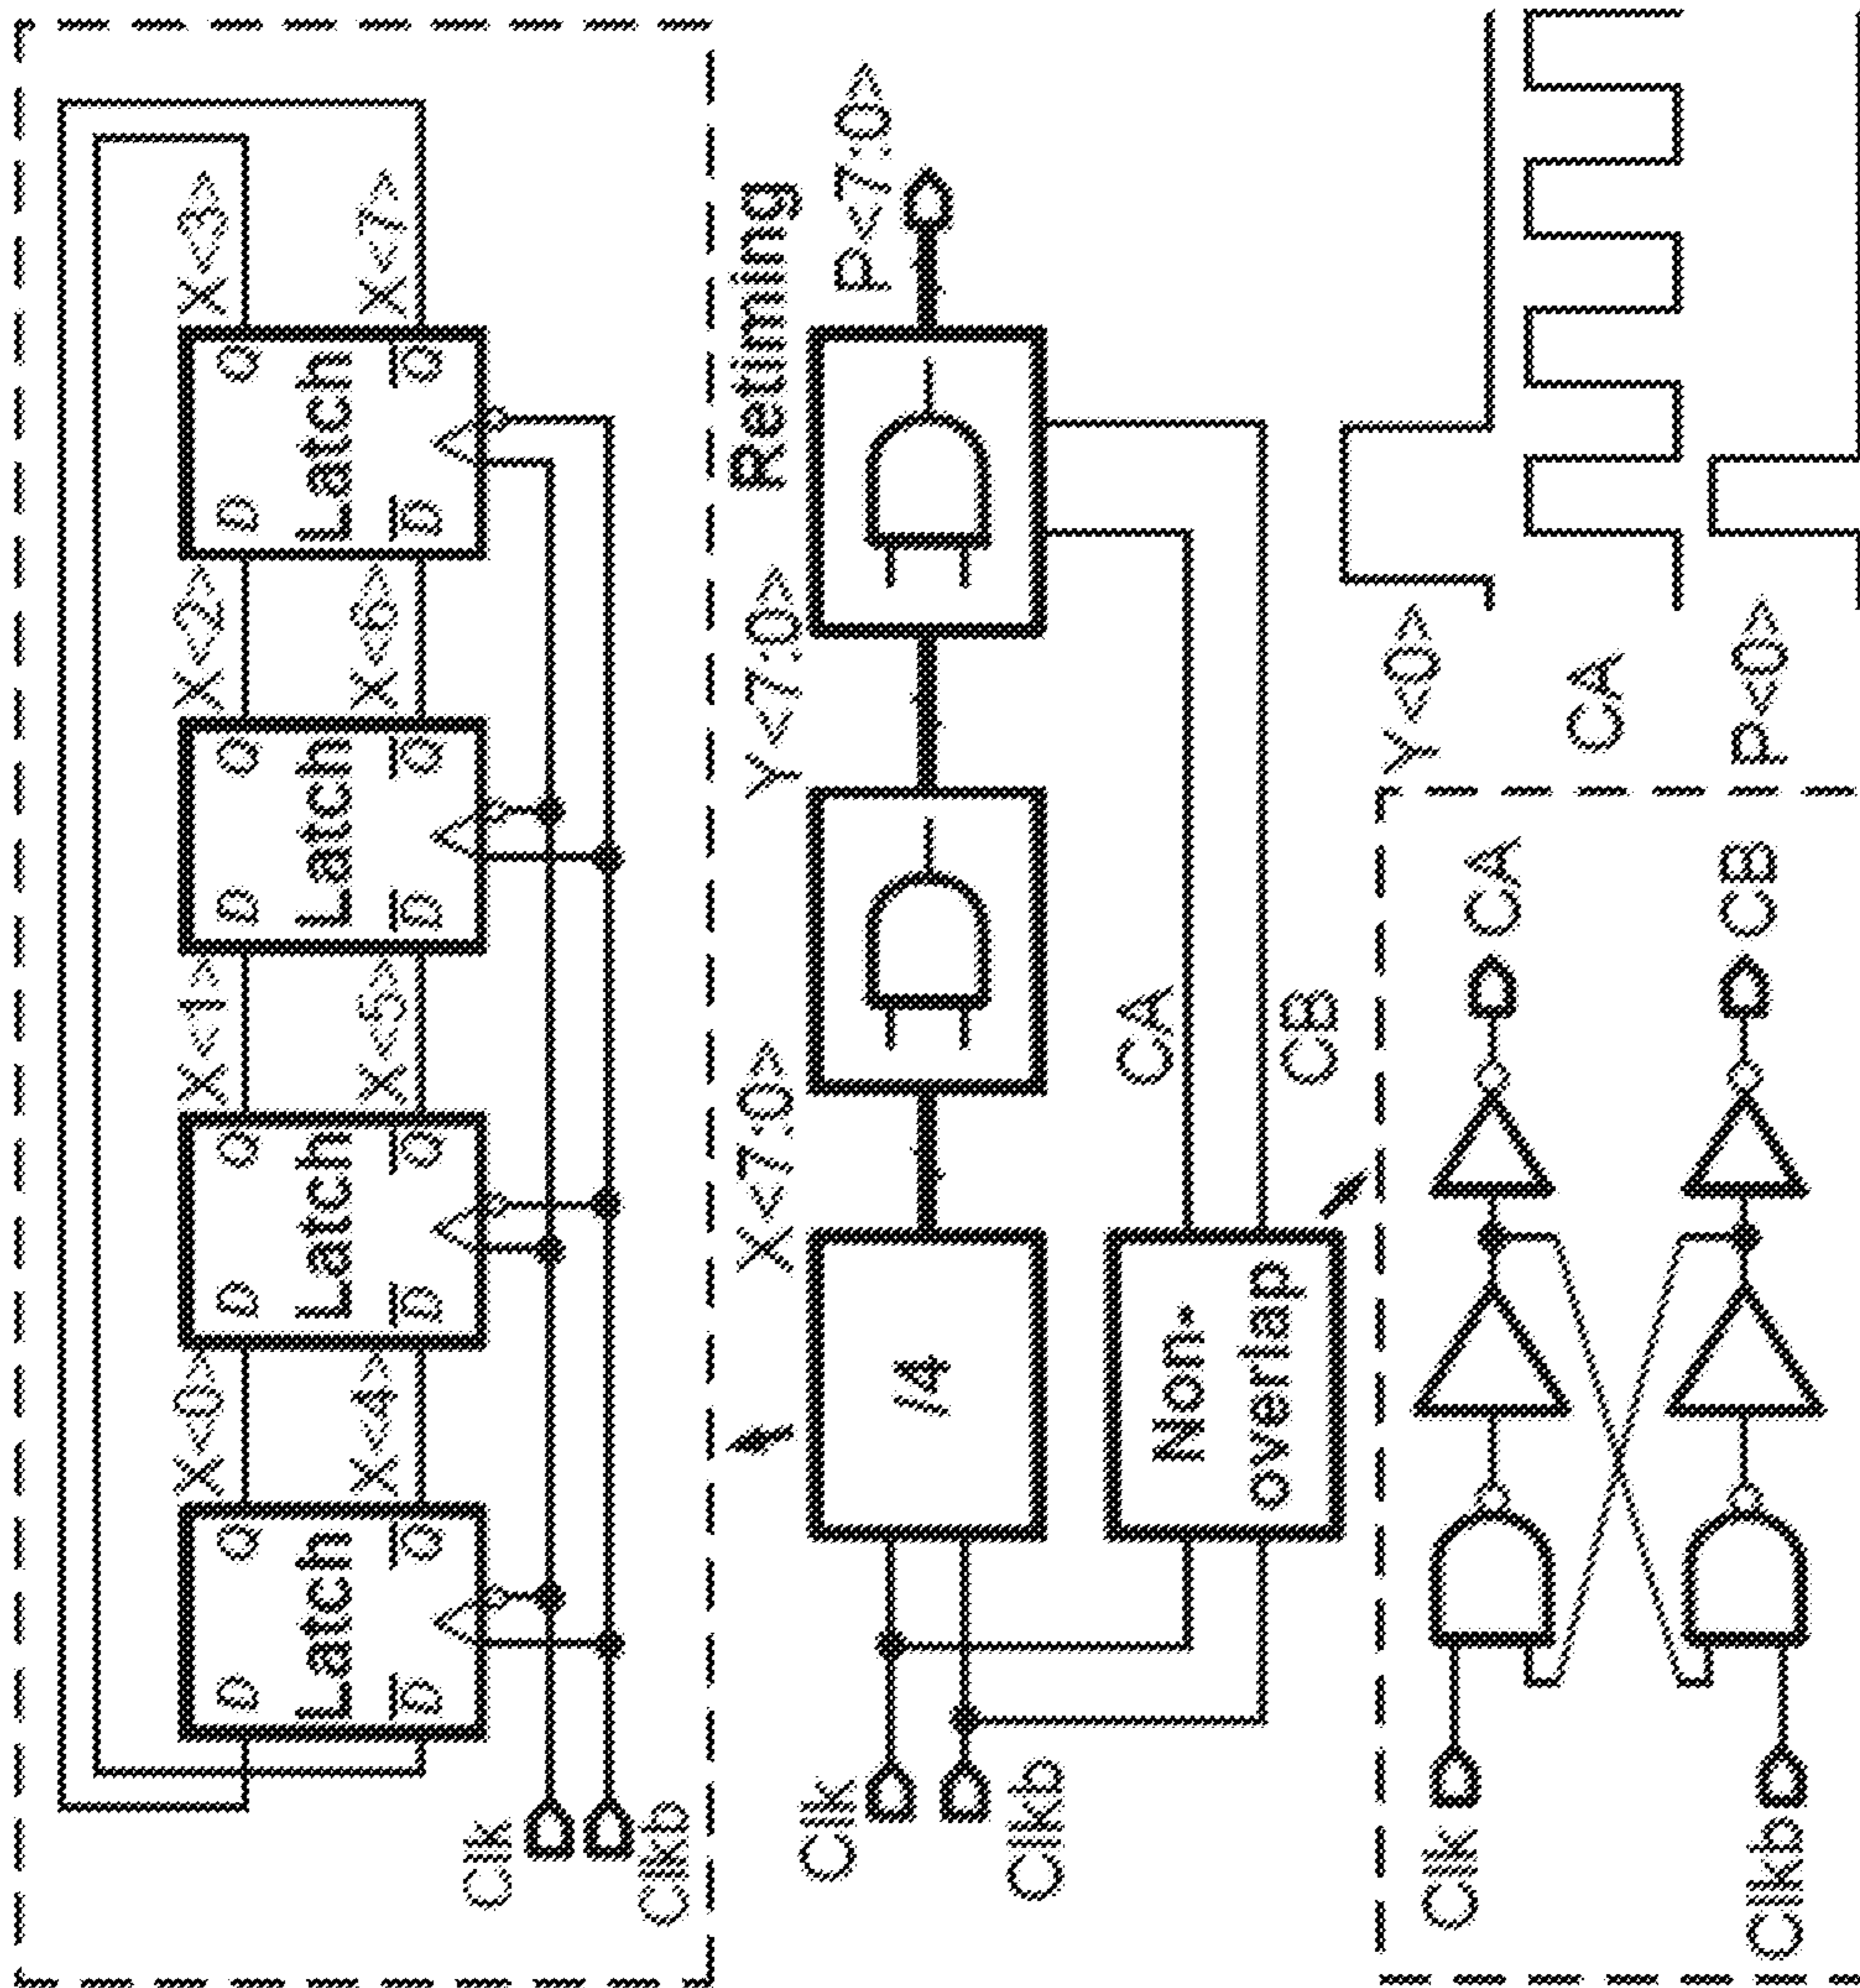 X<0> X<1> X<2> X<3>
D Q D Q D Q D Q
Latch Latch Latch Latch
X<4> X<5> X<6> X<7>
D̅ Q̅ D̅ Q̅ D̅ Q̅ D̅ Q̅
Clk
Clkb
X<7:0> Y<7:0> Retiming
P<7:0>
Clk
/4
Clkb
CA
Non-
overlap
CB
Clk CA
Clkb CB
Y<0>
CA
P<0>